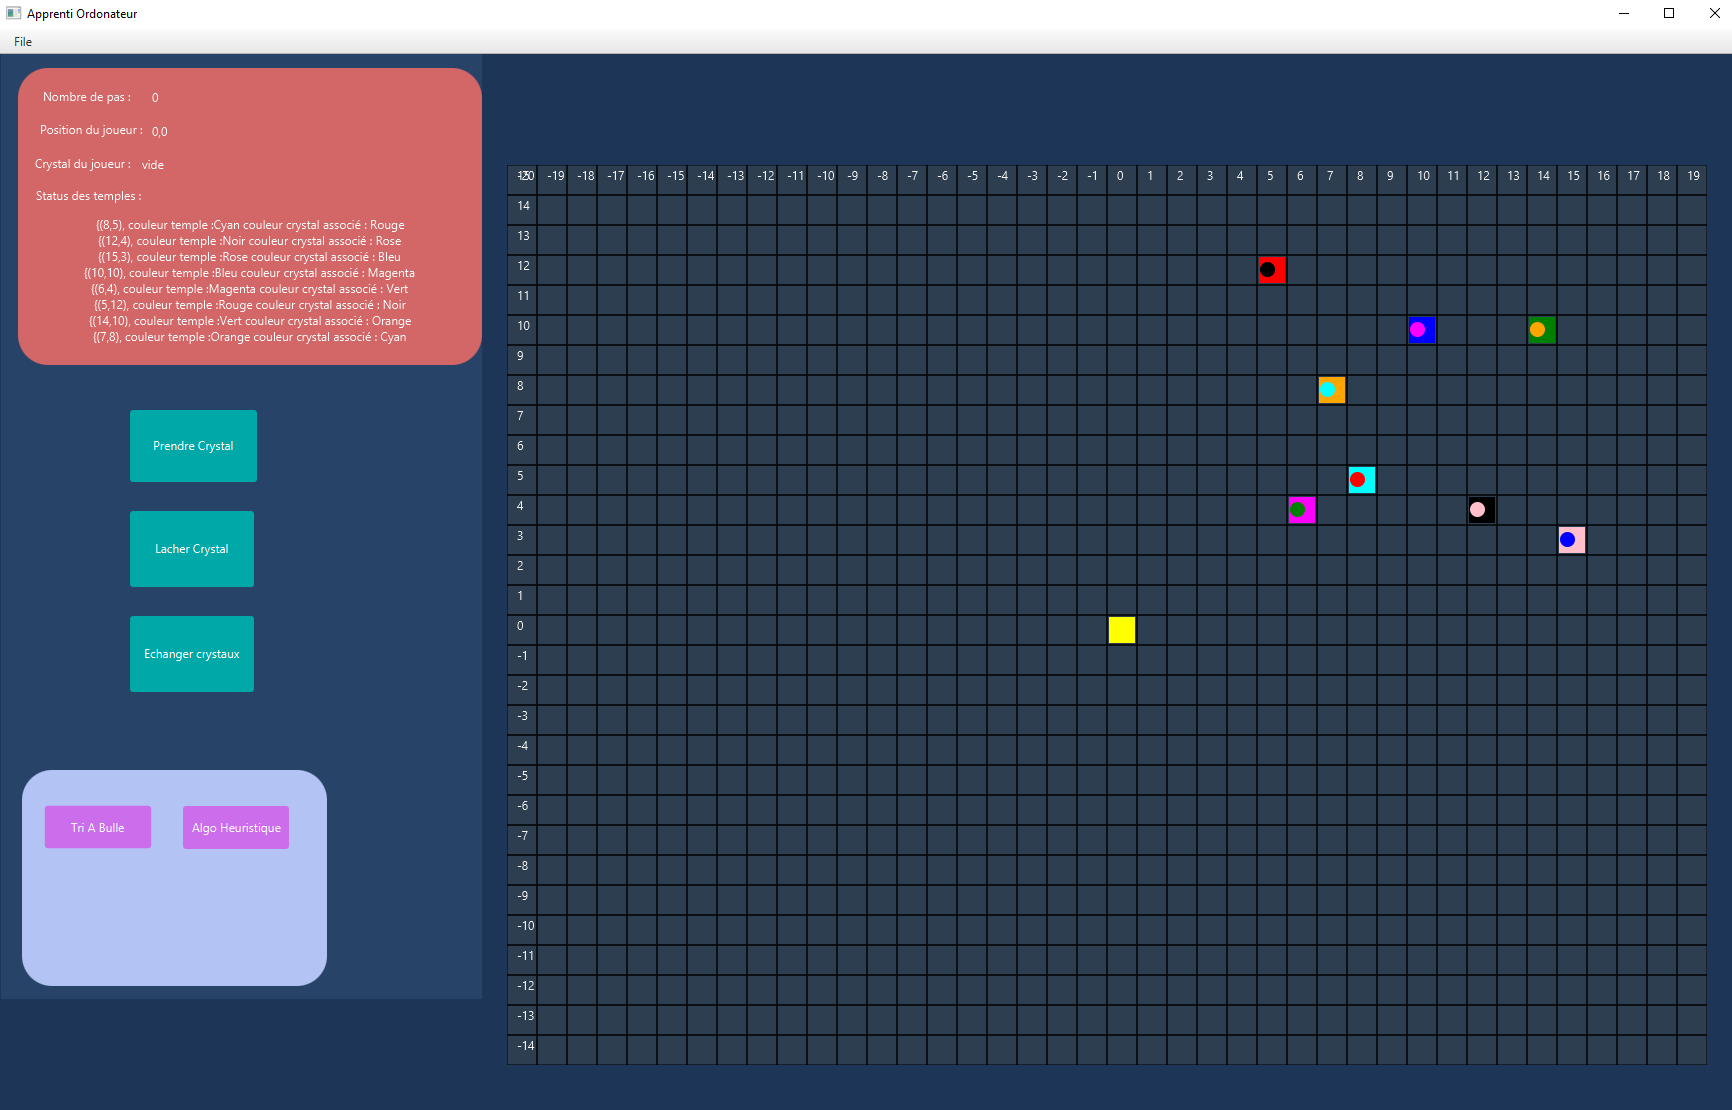 Apprenti Ordonateur
File
Nombre de pas : 0
Position du joueur : 0,0
Crystal du joueur : vide
Status des temples :
{(8,5), couleur temple :Cyan couleur crystal associé : Rouge
{(12,4), couleur temple :Noir couleur crystal associé : Rose
{(15,3), couleur temple :Rose couleur crystal associé : Bleu
{(10,10), couleur temple :Bleu couleur crystal associé : Magenta
{(6,4), couleur temple :Magenta couleur crystal associé : Vert
{(5,12), couleur temple :Rouge couleur crystal associé : Noir
{(14,10), couleur temple :Vert couleur crystal associé : Orange
{(7,8), couleur temple :Orange couleur crystal associé : Cyan
Prendre Crystal
Lacher Crystal
Echanger crystaux
Tri A Bulle Algo Heuristique
-19 -18 -17 -16 -15 -14 -13 -12 -11 -10 -9 -8 -7 -6 -5 -4 -3 -2 -1 0 1 2 3 4 5 6 7 8 9 10 11 12 13 14 15 16 17 18 19
14
13
12
11
10
9
8
7
6
5
4
3
2
1
0
-1
-2
-3
-4
-5
-6
-7
-8
-9
-10
-11
-12
-13
-14